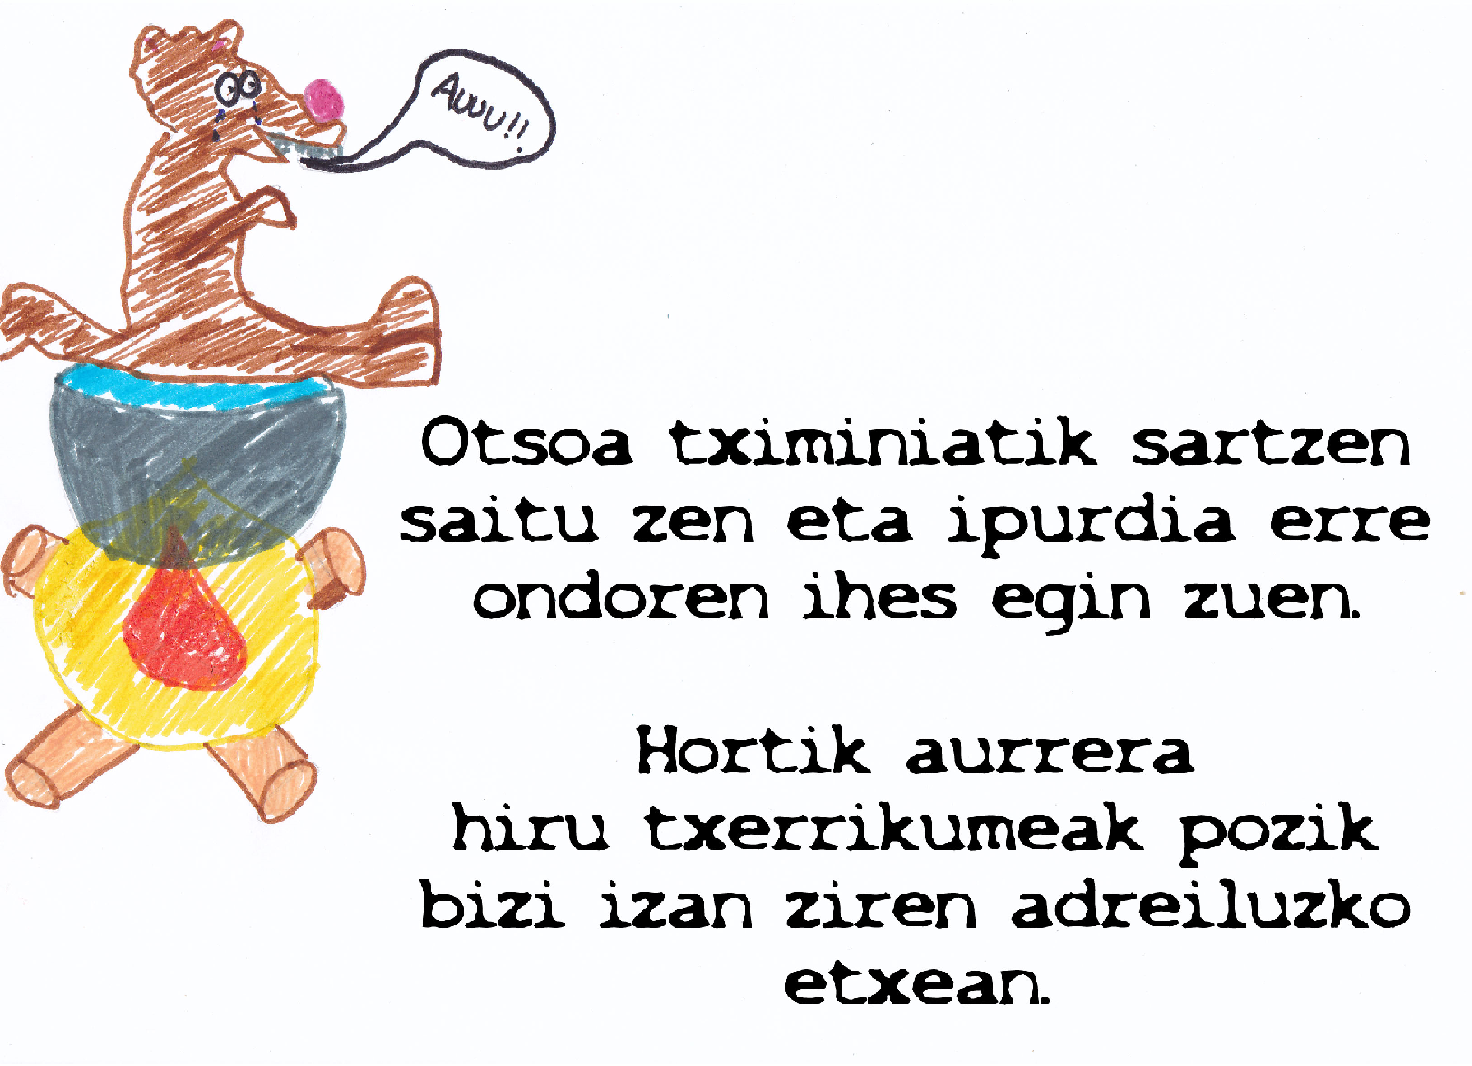 Auuu!!
Otsoa tximiniatik sartzen
saitu zen eta ipurdia erre
ondoren ihes egin zuen.
Hortik aurrera
hiru txerrikumeak pozik
bizi izan ziren adreiluzko
etxean.